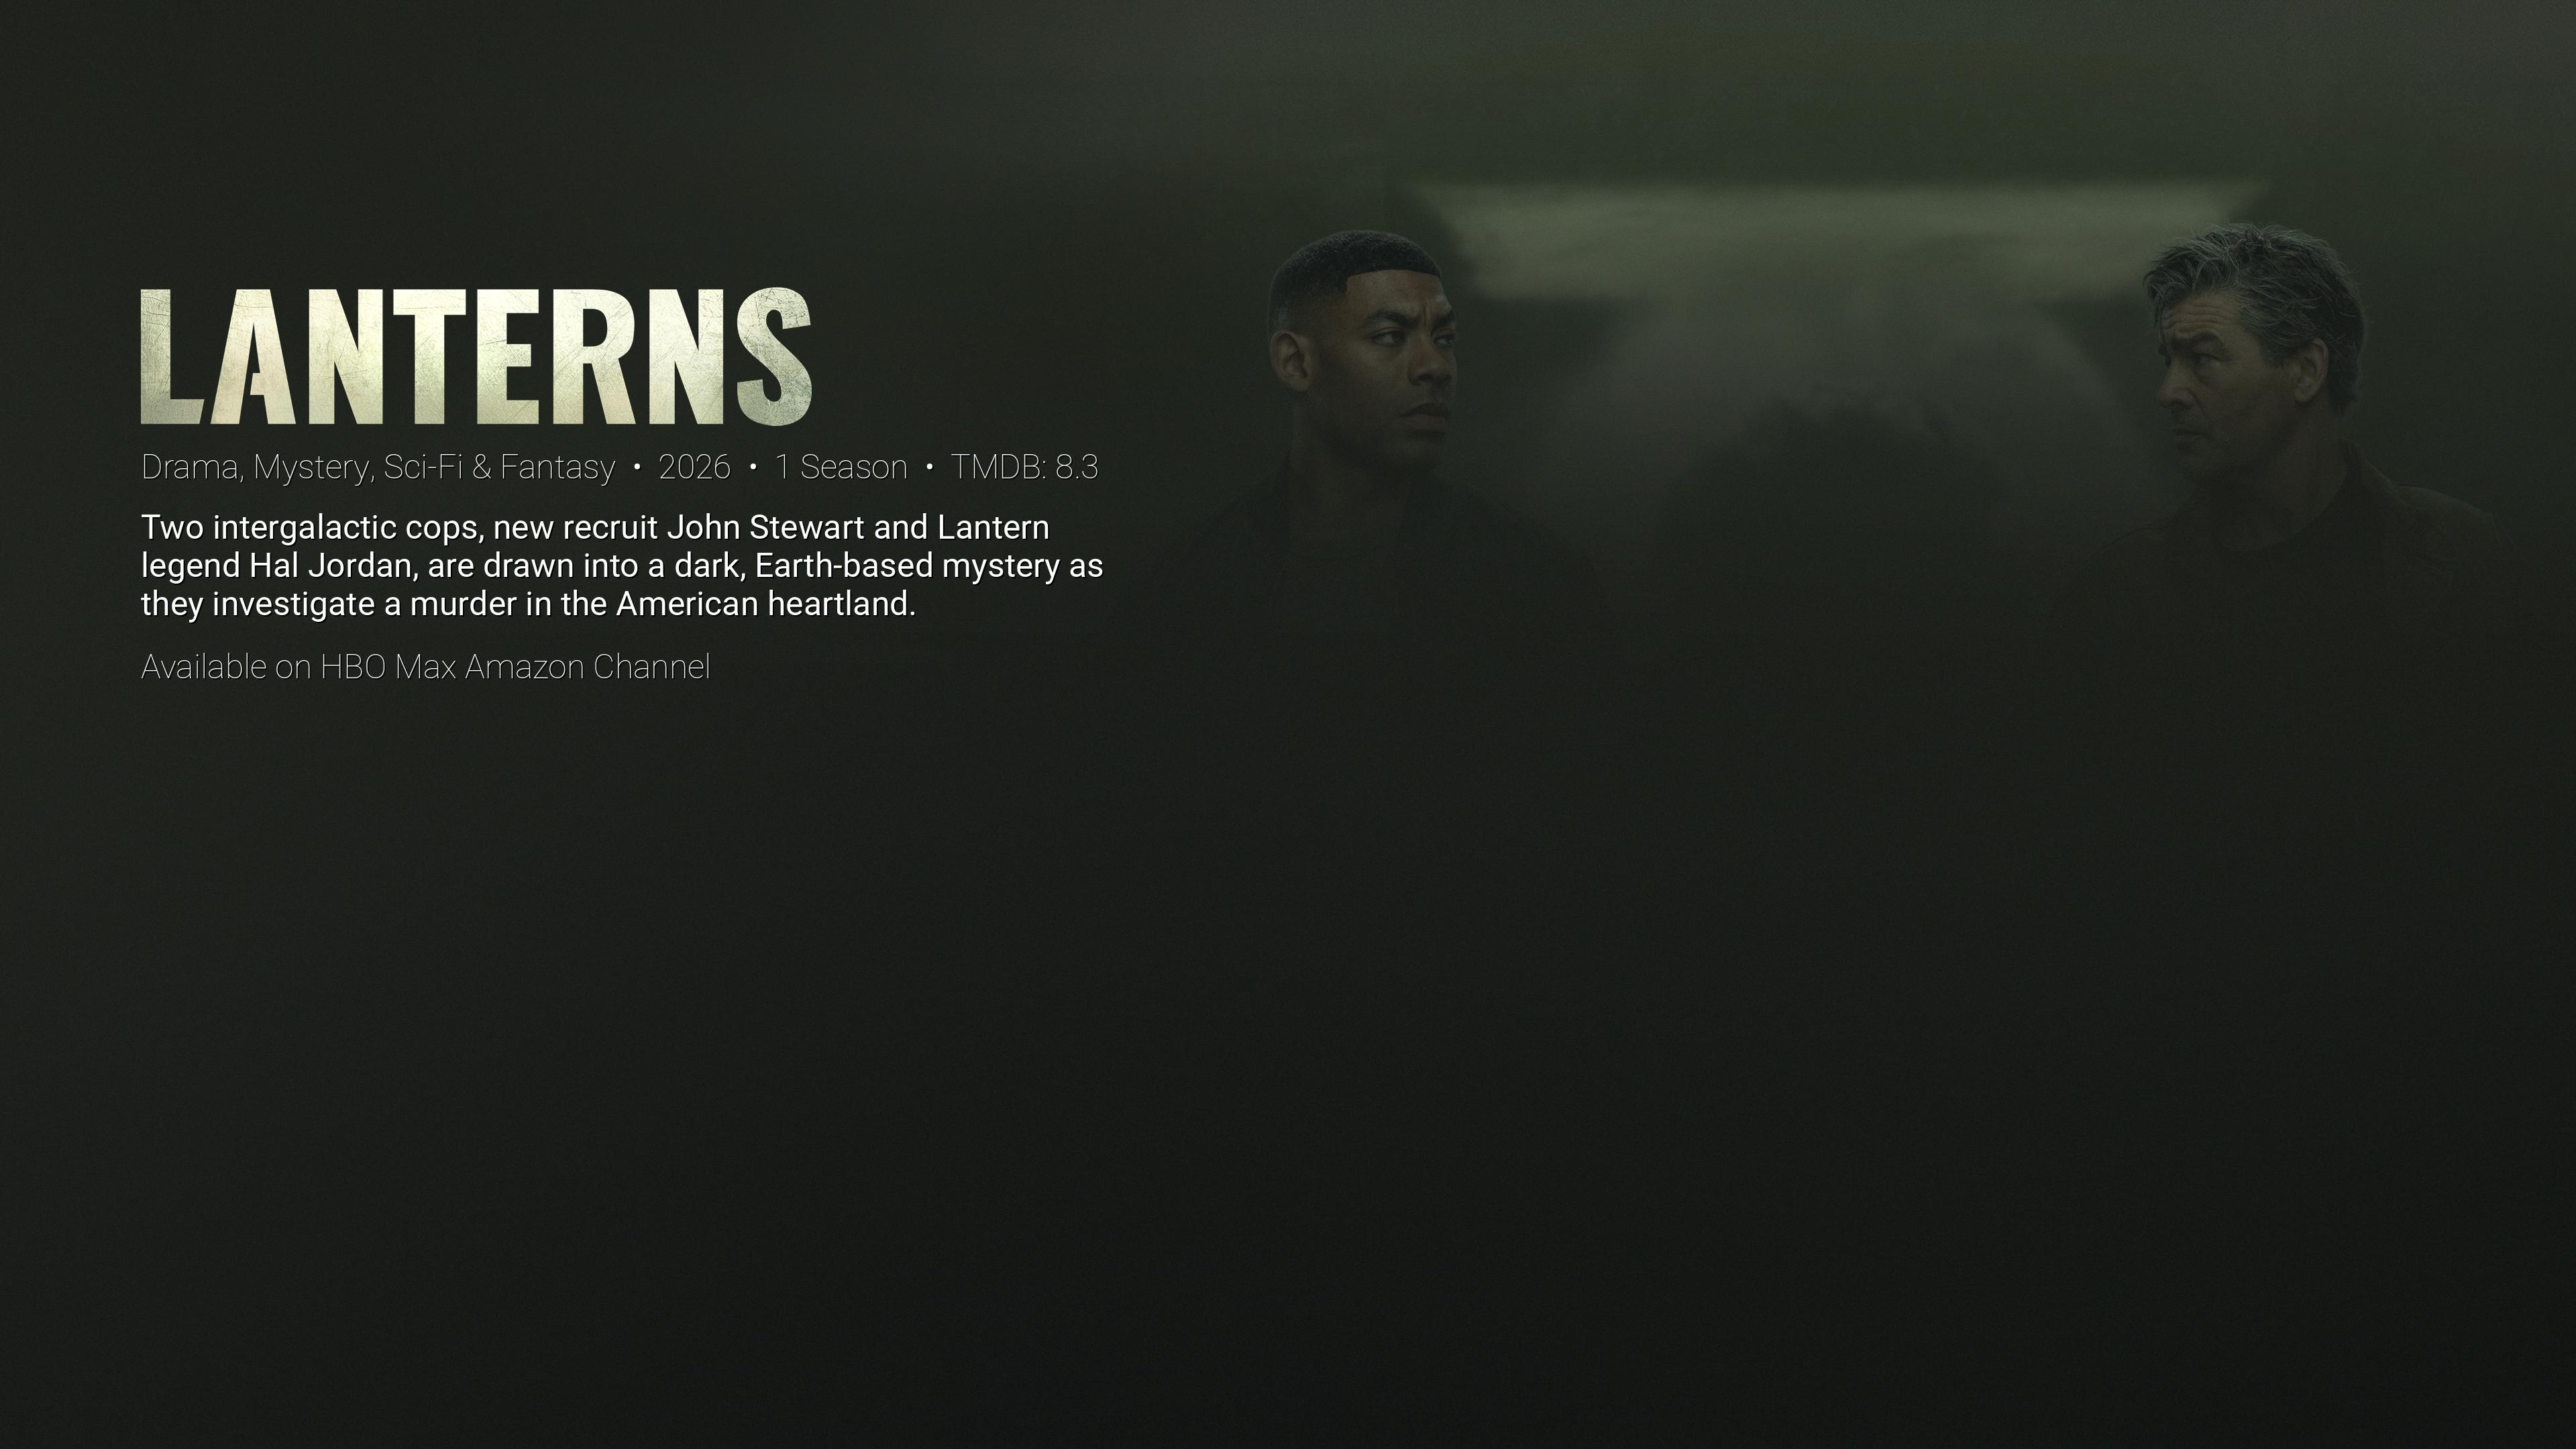 LANTERNS
Drama, Mystery, Sci-Fi & Fantasy • 2026 • 1 Season • TMDB: 8.3
Two intergalactic cops, new recruit John Stewart and Lantern
legend Hal Jordan, are drawn into a dark, Earth-based mystery as
they investigate a murder in the American heartland.
Available on HBO Max Amazon Channel